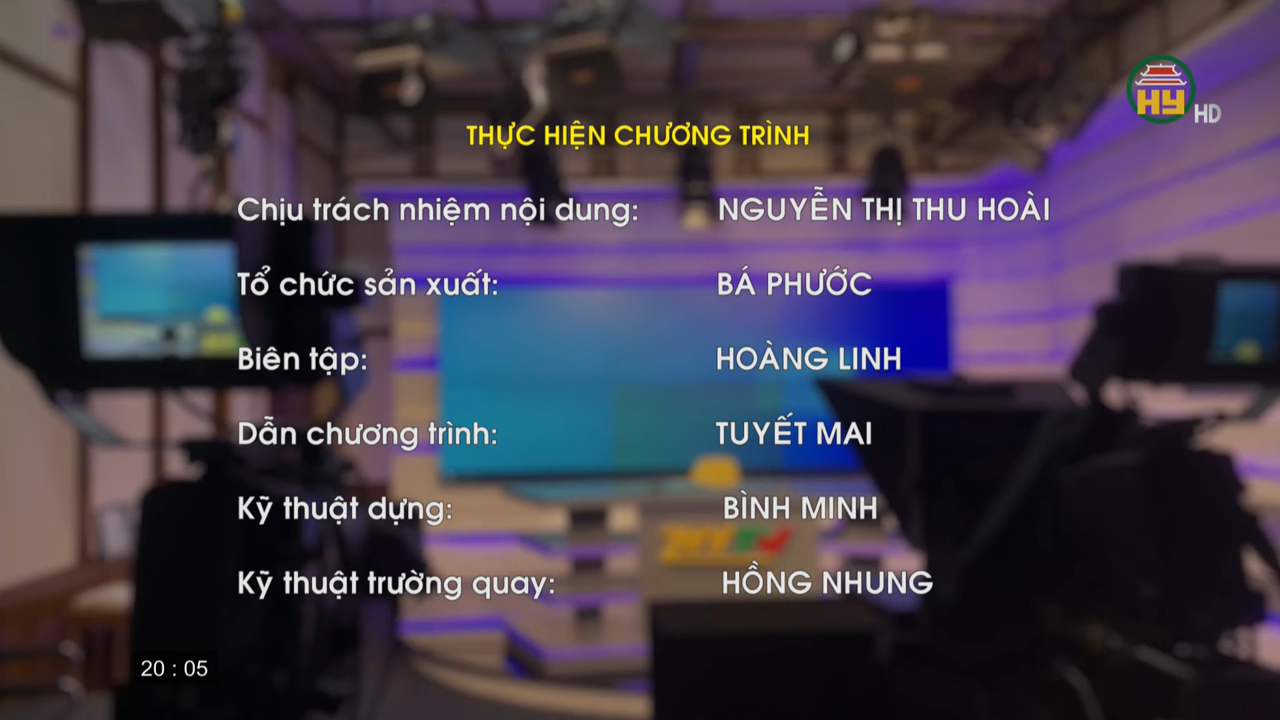 HY HD
THỰC HIỆN CHƯƠNG TRÌNH
Chịu trách nhiệm nội dung: NGUYỄN THỊ THU HOÀI
Tổ chức sản xuất: BÁ PHƯỚC
Biên tập: HOÀNG LINH
Dẫn chương trình: TUYẾT MAI
Kỹ thuật dựng: BÌNH MINH
Kỹ thuật trường quay: HỒNG NHUNG
20 : 05